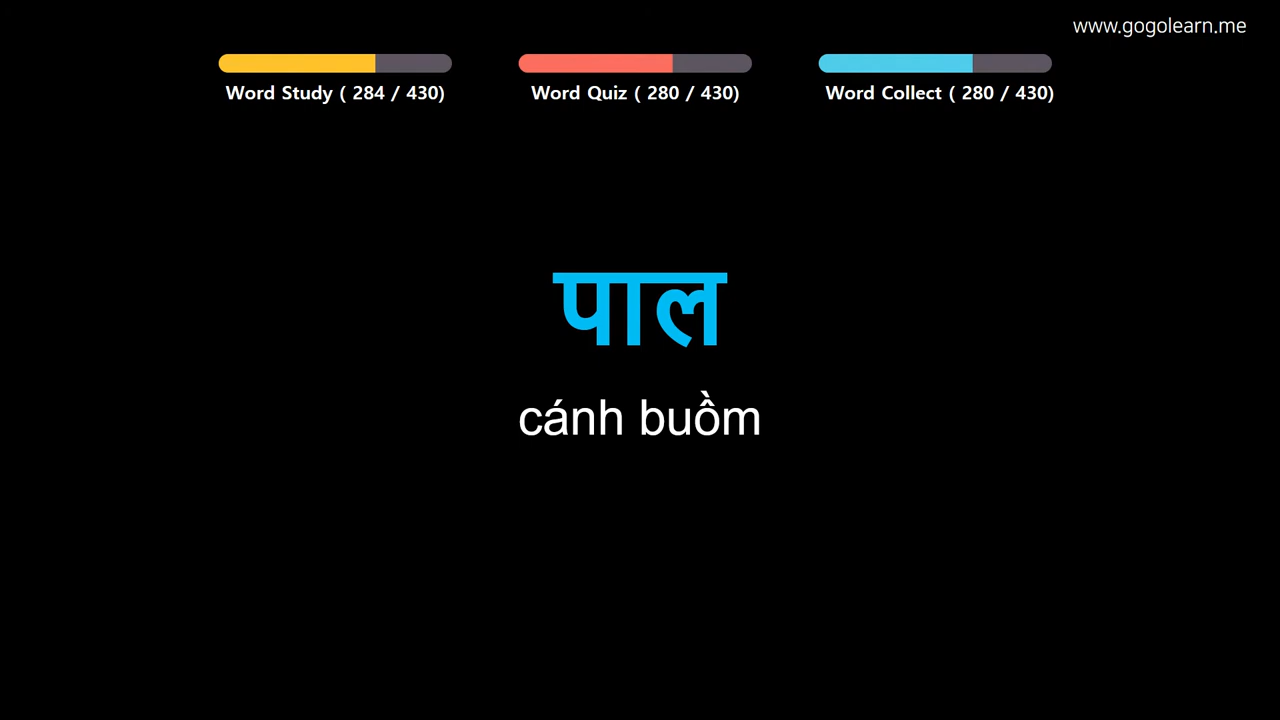 www.gogolearn.me
Word Study ( 284 / 430)
Word Quiz ( 280 / 430)
Word Collect ( 280 / 430)
पाल
cánh buồm